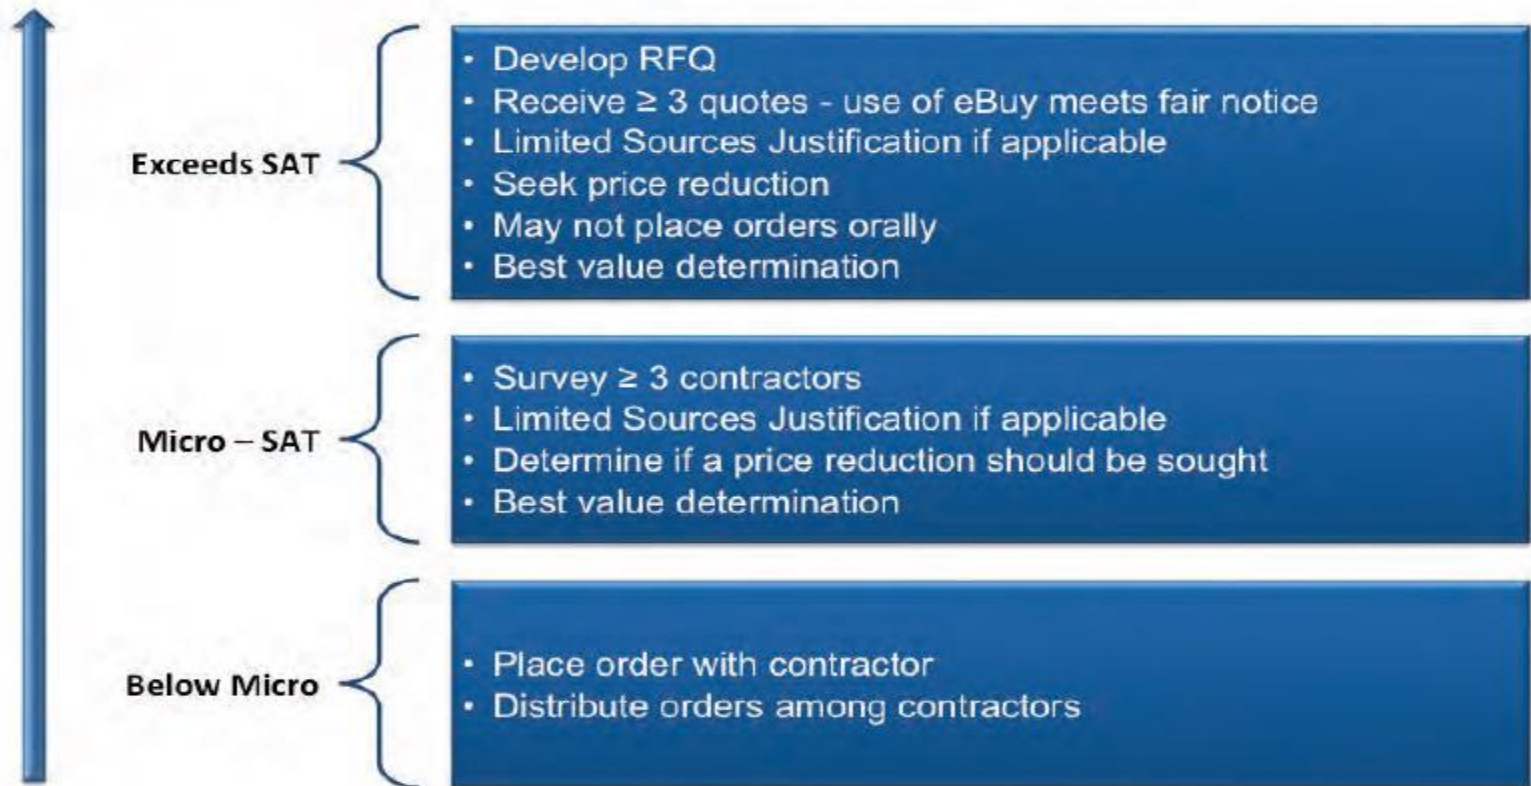 Exceeds SAT
• Develop RFQ
• Receive ≥ 3 quotes - use of eBuy meets fair notice
• Limited Sources Justification if applicable
• Seek price reduction
• May not place orders orally
• Best value determination
Micro – SAT
• Survey ≥ 3 contractors
• Limited Sources Justification if applicable
• Determine if a price reduction should be sought
• Best value determination
Below Micro
• Place order with contractor
• Distribute orders among contractors